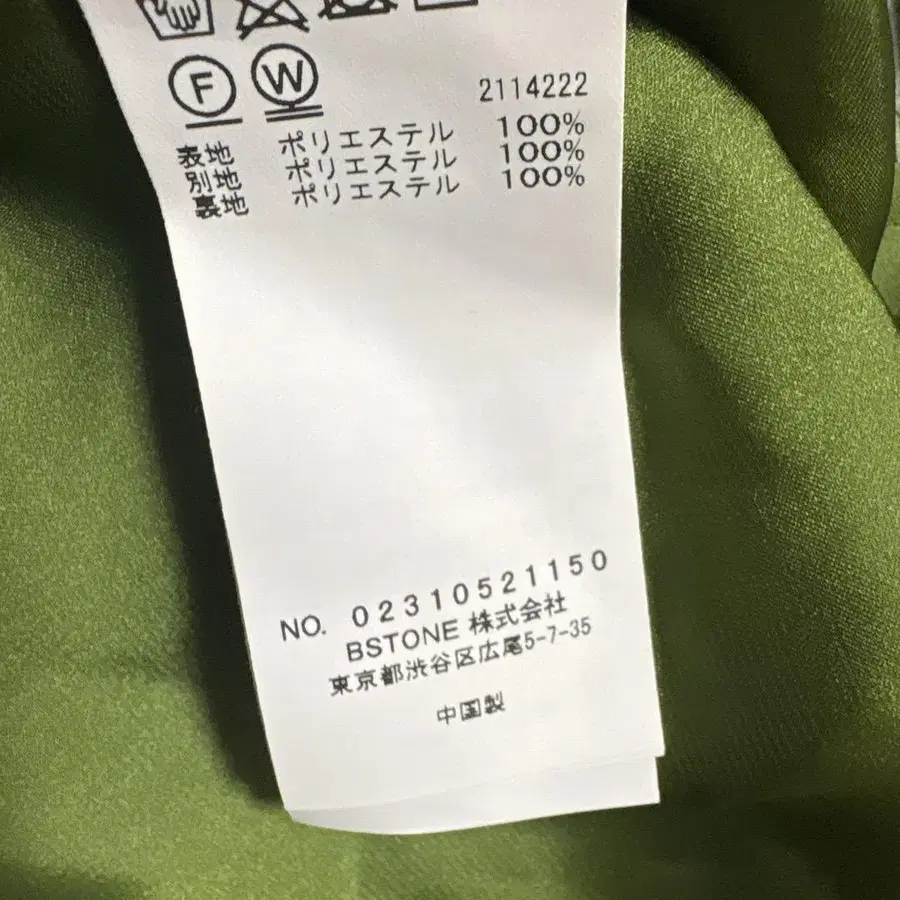 F W
2114222
表地 ポリエステル 100%
別地 ポリエステル 100%
裏地 ポリエステル 100%
NO. 02310521150
BSTONE 株式会社
東京都渋谷区広尾5-7-35
中国製